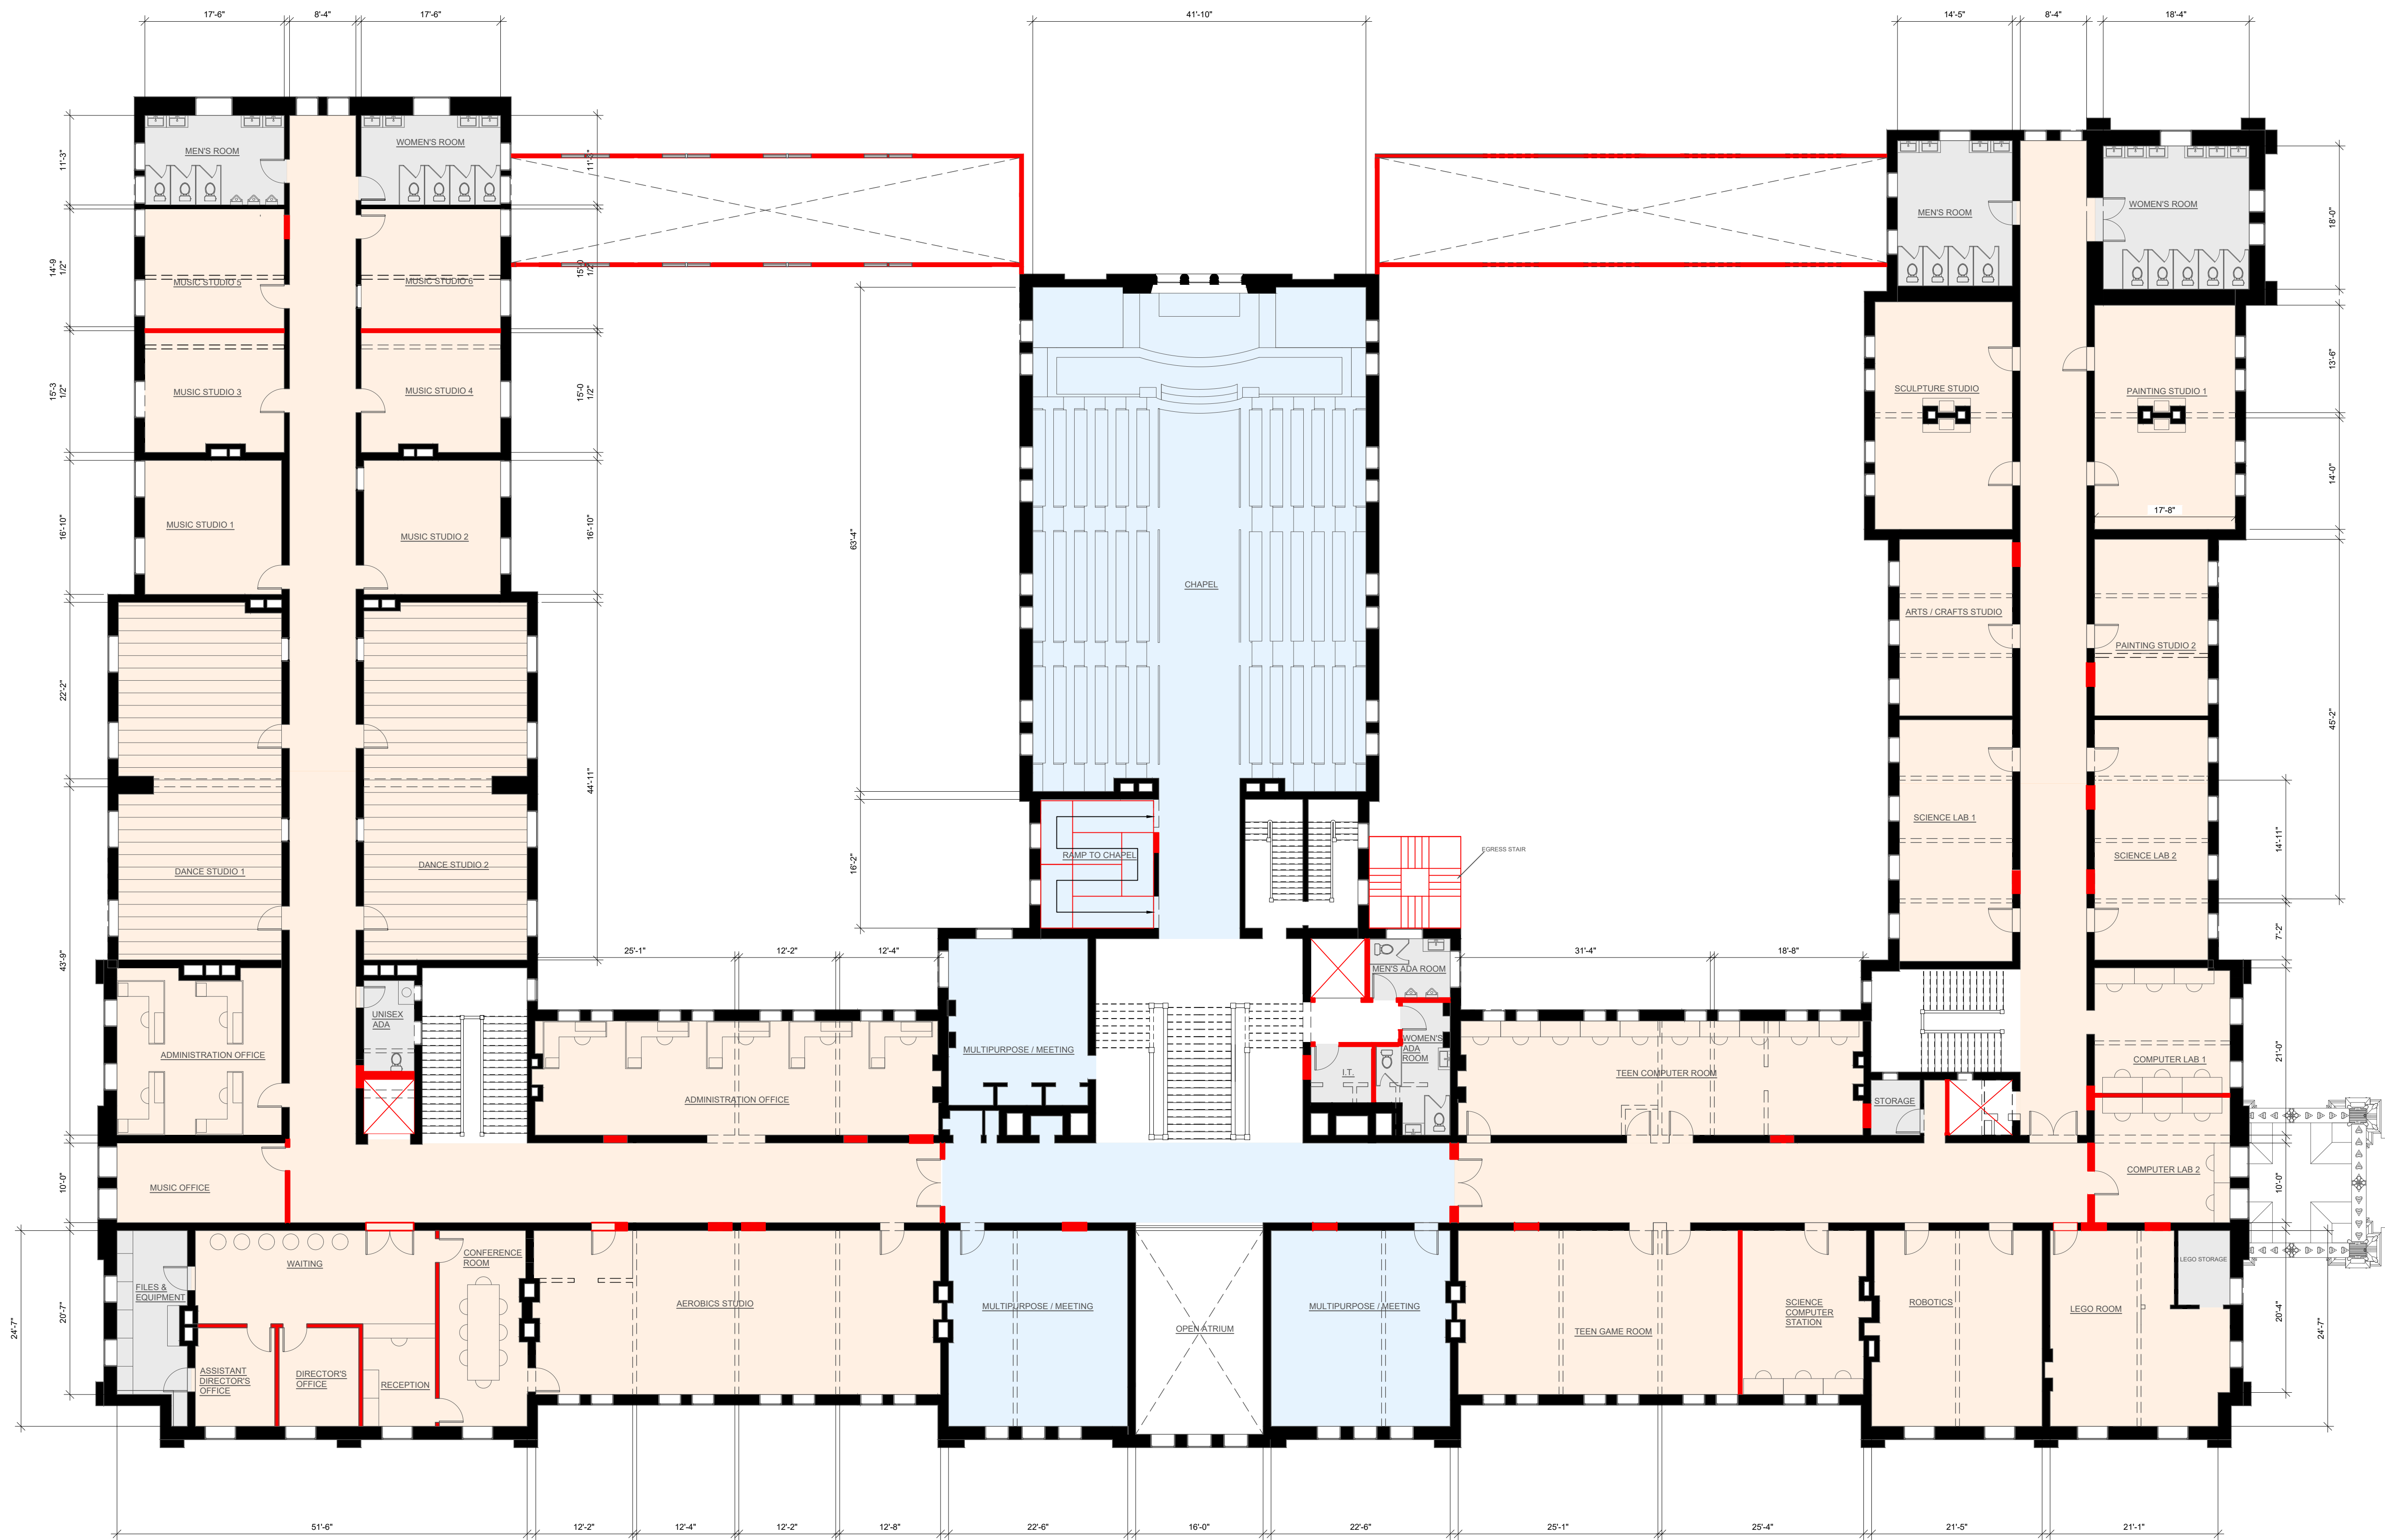 17'-6"
8'-4"
17'-6"
41'-10"
14'-5"
8'-4"
18'-4"
MEN'S ROOM
WOMEN'S ROOM
11'-3"
11'-3"
MEN'S ROOM
WOMEN'S ROOM
18'-0"
14'-9
1/2"
15'-0
1/2"
MUSIC STUDIO 5
MUSIC STUDIO 6
15'-3
1/2"
15'-0
1/2"
MUSIC STUDIO 3
MUSIC STUDIO 4
SCULPTURE STUDIO
PAINTING STUDIO 1
13'-6"
14'-0"
17'-8"
16'-10"
16'-10"
MUSIC STUDIO 1
MUSIC STUDIO 2
63'-4"
CHAPEL
ARTS / CRAFTS STUDIO
PAINTING STUDIO 2
22'-2"
44'-11"
45'-2"
SCIENCE LAB 1
SCIENCE LAB 2
14'-11"
DANCE STUDIO 1
DANCE STUDIO 2
16'-2"
RAMP TO CHAPEL
EGRESS STAIR
7'-2"
43'-9"
25'-1"
12'-2"
12'-4"
31'-4"
18'-8"
MEN'S ADA ROOM
UNISEX
ADA
ADMINISTRATION OFFICE
MULTIPURPOSE / MEETING
WOMEN'S
ADA
ROOM
I.T.
TEEN COMPUTER ROOM
COMPUTER LAB 1
21'-0"
ADMINISTRATION OFFICE
STORAGE
10'-0"
MUSIC OFFICE
COMPUTER LAB 2
10'-0"
WAITING
CONFERENCE
ROOM
LEGO STORAGE
FILES &
EQUIPMENT
AEROBICS STUDIO
MULTIPURPOSE / MEETING
OPEN ATRIUM
MULTIPURPOSE / MEETING
TEEN GAME ROOM
SCIENCE
COMPUTER
STATION
ROBOTICS
LEGO ROOM
24'-7"
20'-7"
20'-4"
24'-7"
ASSISTANT
DIRECTOR'S
OFFICE
DIRECTOR'S
OFFICE
RECEPTION
51'-6"
12'-2"
12'-4"
12'-2"
12'-8"
22'-6"
16'-0"
22'-6"
25'-1"
25'-4"
21'-5"
21'-1"